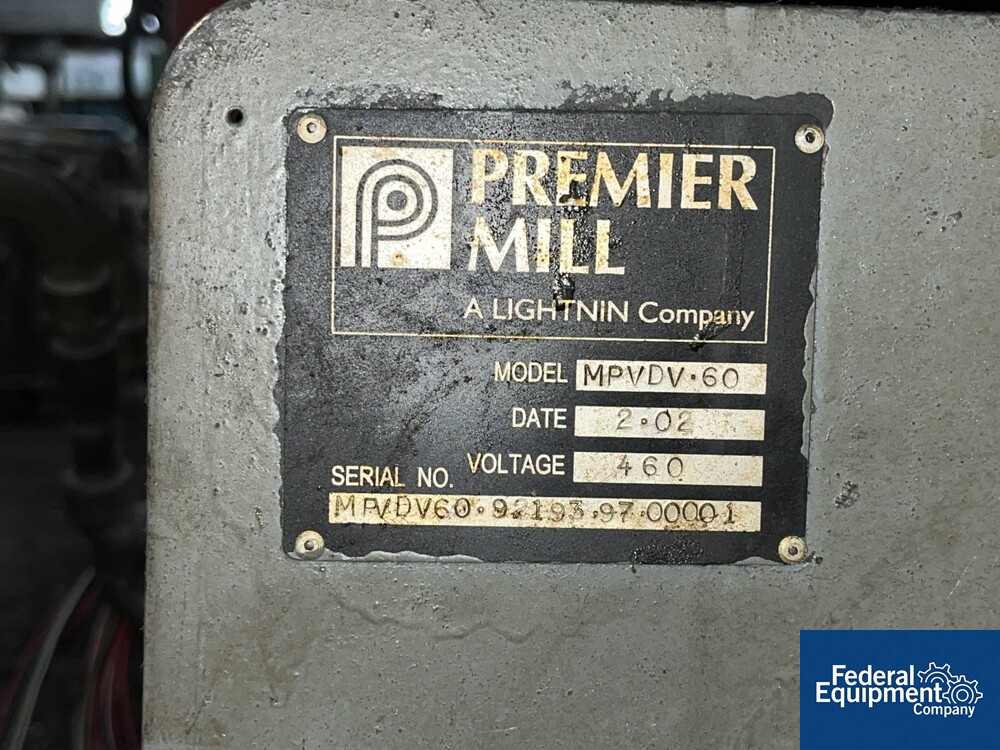 PREMIER
MILL
A LIGHTNIN Company
MODEL MPVDV·60
DATE 2·02
VOLTAGE 460
SERIAL NO.
MPVDV60·92193·97·00001
Federal
Equipment
Company